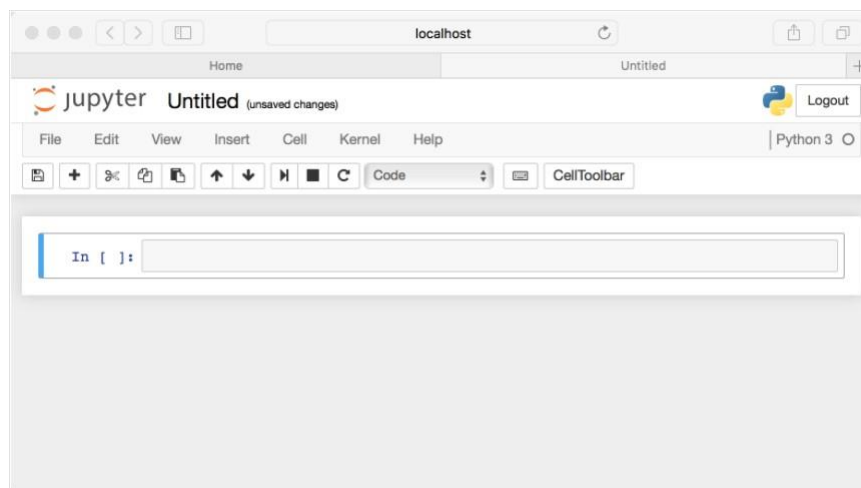 localhost
Home Untitled
jupyter Untitled (unsaved changes) Logout
File Edit View Insert Cell Kernel Help Python 3
Code CellToolbar
In [ ]: